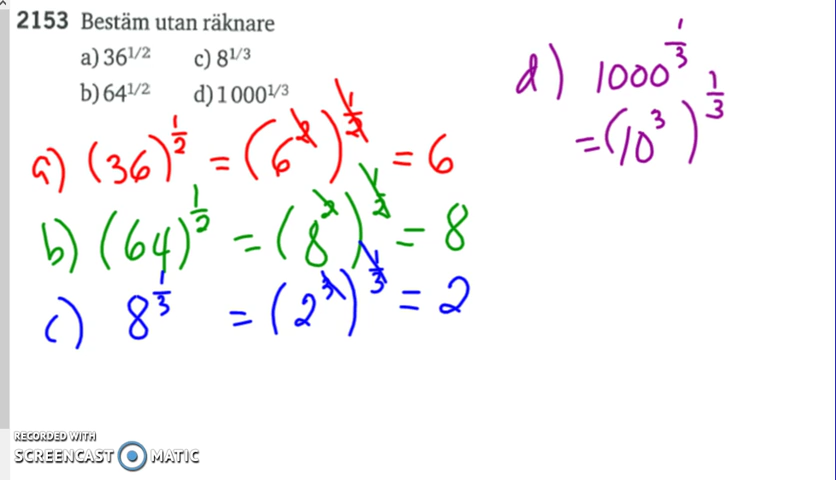 2153 Bestäm utan räknare
a) 36^{1/2} c) 8^{1/3}
b) 64^{1/2} d) 1000^{1/3}
a) (36)^{1/2} = (6^2)^{1/2} = 6
b) (64)^{1/2} = (8^2)^{1/2} = 8
c) 8^{1/3} = (2^3)^{1/3} = 2
d) 1000^{1/3}
= (10^3)^{1/3}
RECORDED WITH
SCREENCAST MATIC